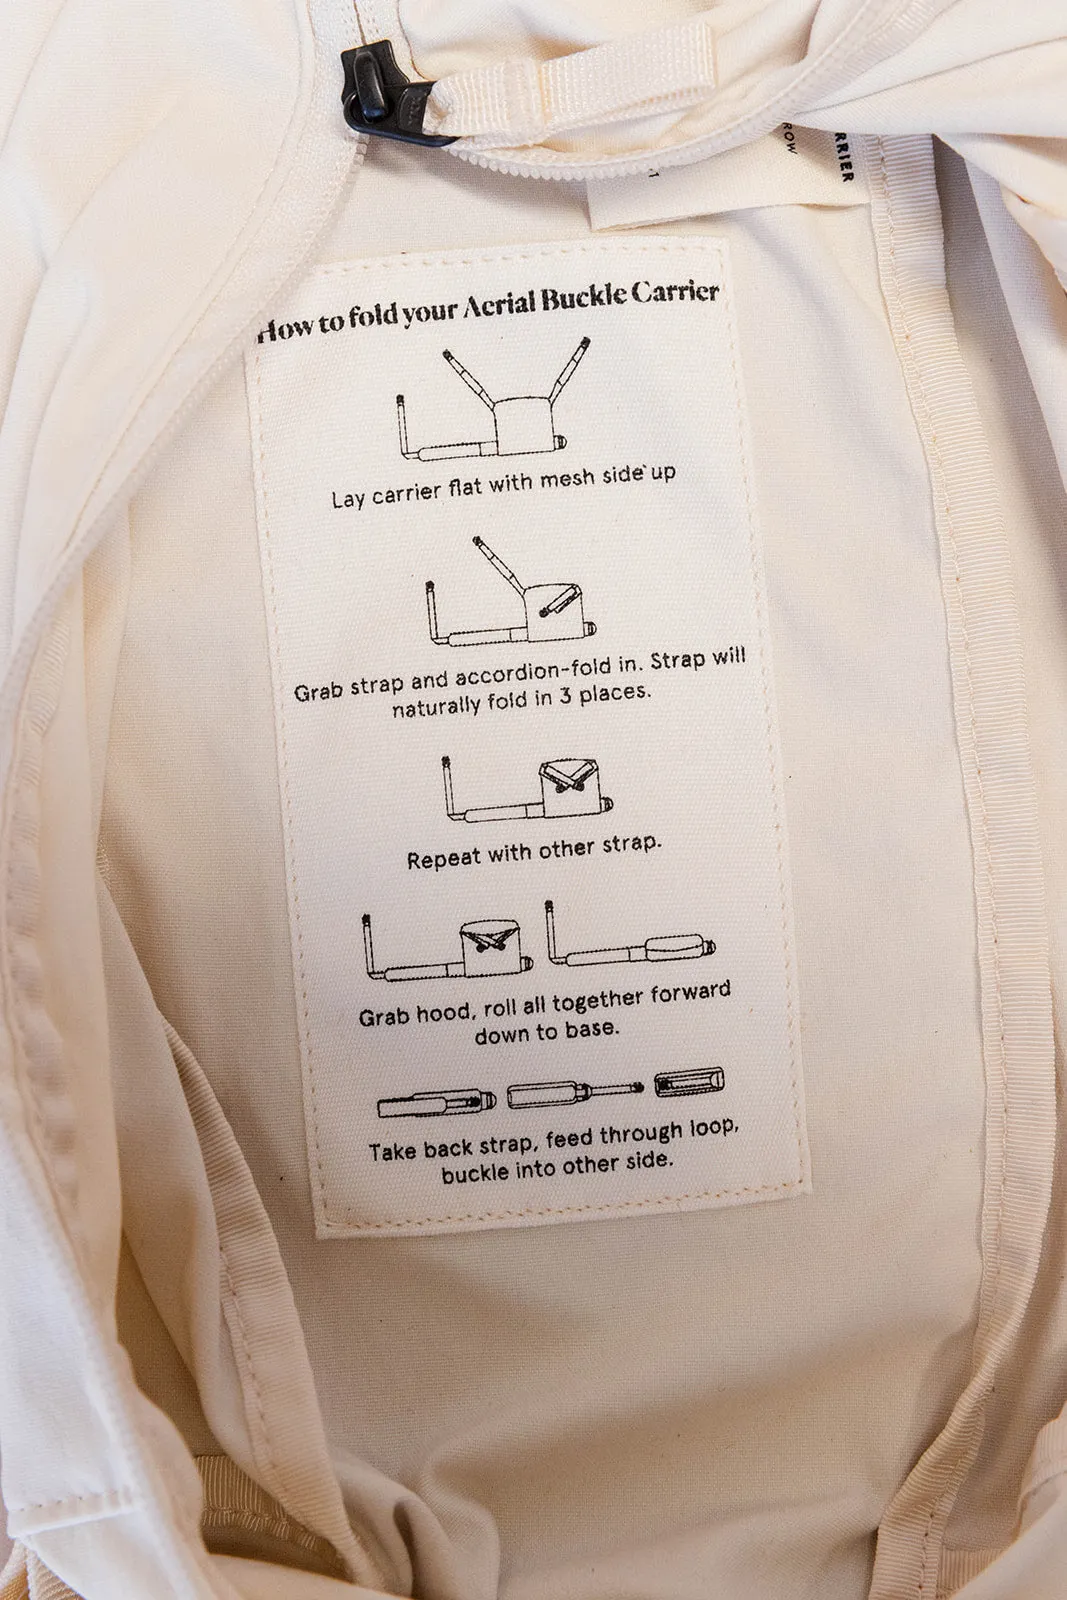 RRIER
ROW
How to fold your Aerial Buckle Carrier
Lay carrier flat with mesh side up
Grab strap and accordion-fold in. Strap will
naturally fold in 3 places.
Repeat with other strap.
Grab hood, roll all together forward
down to base.
Take back strap, feed through loop,
buckle into other side.